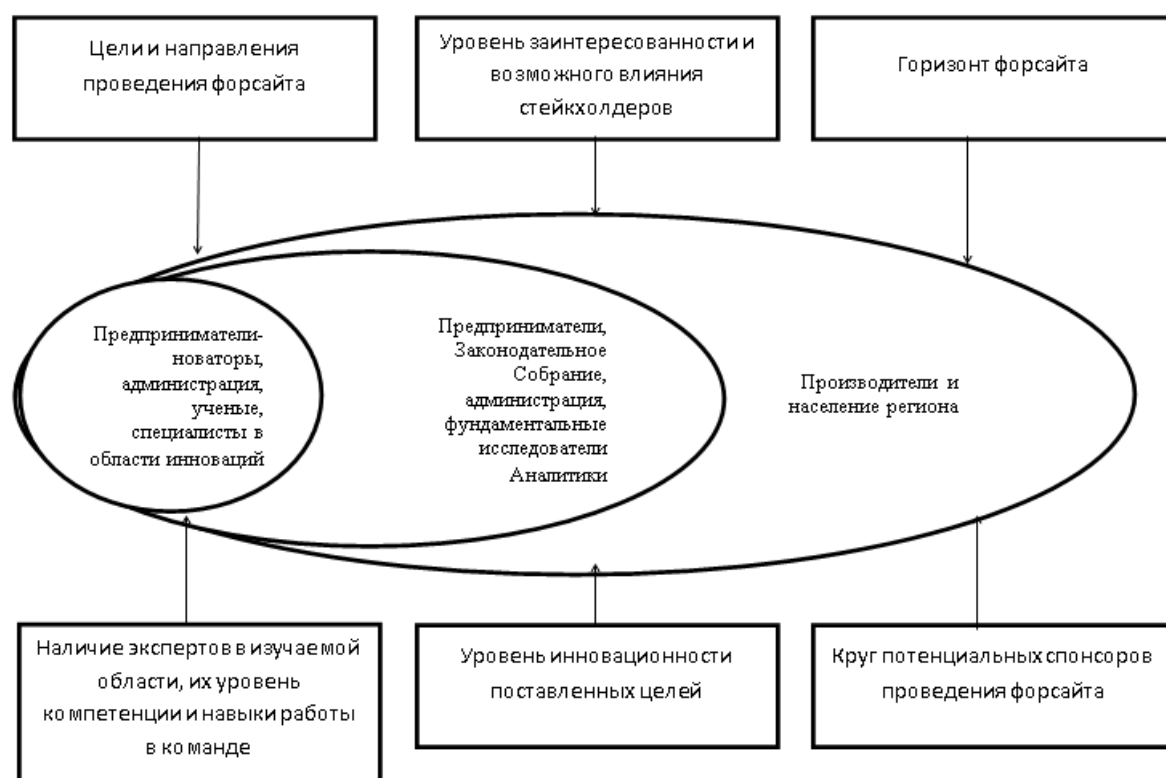 Цели и направления
проведения форсайта
Уровень заинтересованности и
возможного влияния
стейкхолдеров
Горизонт форсайта
Предприниматели-
новаторы,
администрация,
ученые,
специалисты в
области инноваций
Предприниматели,
Законодательное
Собрание,
администрация,
фундаментальные
исследователи
Аналитики
Производители и
население региона
Наличие экспертов в изучаемой
области, их уровень
компетенции и навыки работы
в команде
Уровень инновационности
поставленных целей
Круг потенциальных спонсоров
проведения форсайта